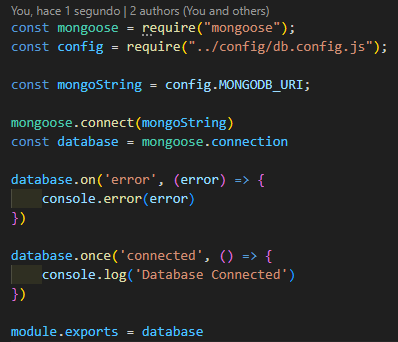 You, hace 1 segundo | 2 authors (You and others)
const mongoose = require("mongoose");
const config = require("../config/db.config.js");
const mongoString = config.MONGODB_URI;
mongoose.connect(mongoString)
const database = mongoose.connection
database.on('error', (error) => {
    console.error(error)
})
database.once('connected', () => {
    console.log('Database Connected')
})
module.exports = database